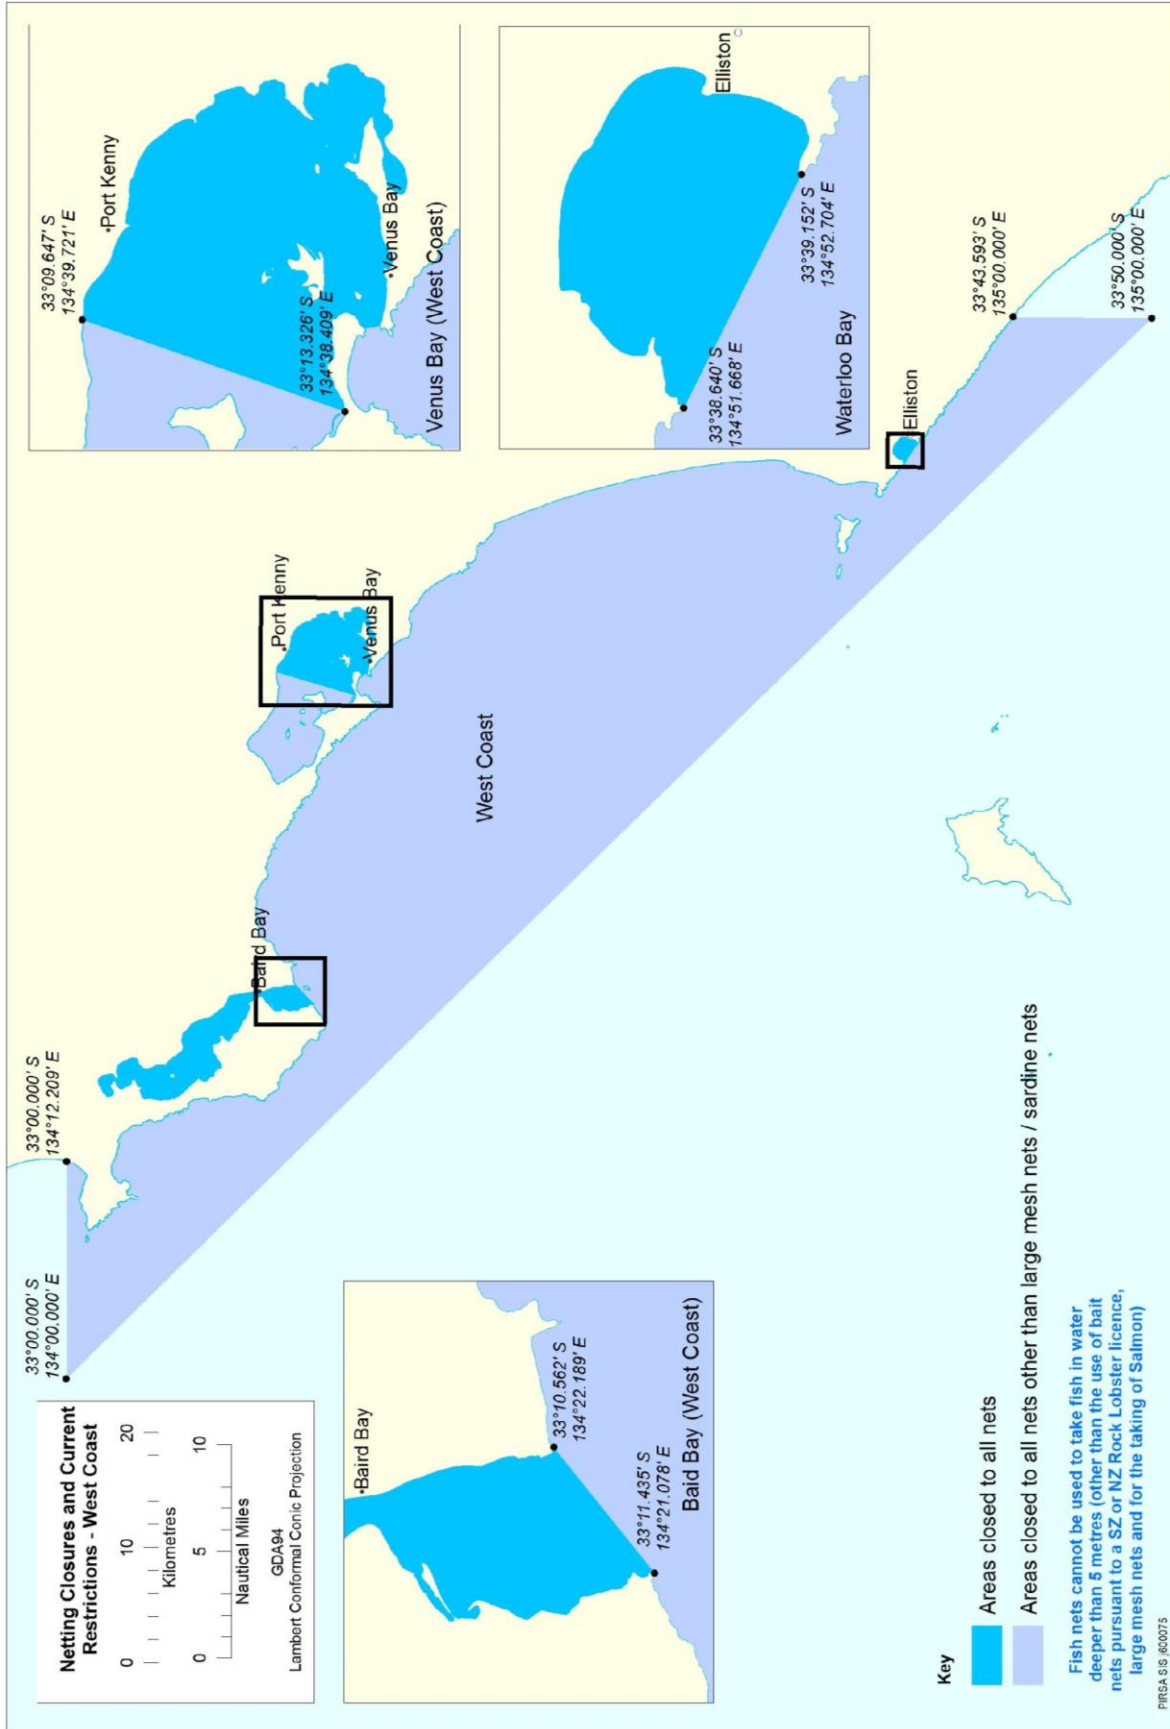 Netting Closures and Current
Restrictions - West Coast
0
10
20
Kilometres
0
5
10
Nautical Miles
GDA94
Lambert Conformal Conic Projection
33°00.000' S
134°00.000' E
33°00.000' S
134°12.209' E
Baird Bay
Port Kenny
Venus Bay
West Coast
Elliston
33°43.593' S
135°00.000' E
33°50.000' S
135°00.000' E
33°09.647' S
134°39.721' E
Port Kenny
33°13.326' S
134°38.409' E
Venus Bay
Venus Bay (West Coast)
Elliston
33°38.640' S
134°51.668' E
33°39.152' S
134°52.704' E
Waterloo Bay
Baird Bay
33°10.562' S
134°22.189' E
33°11.435' S
134°21.078' E
Baid Bay (West Coast)
Key
Areas closed to all nets
Areas closed to all nets other than large mesh nets / sardine nets
Fish nets cannot be used to take fish in water
deeper than 5 metres (other than the use of bait
nets pursuant to a SZ or NZ Rock Lobster licence,
large mesh nets and for the taking of Salmon)
PIRSA SIS j600075